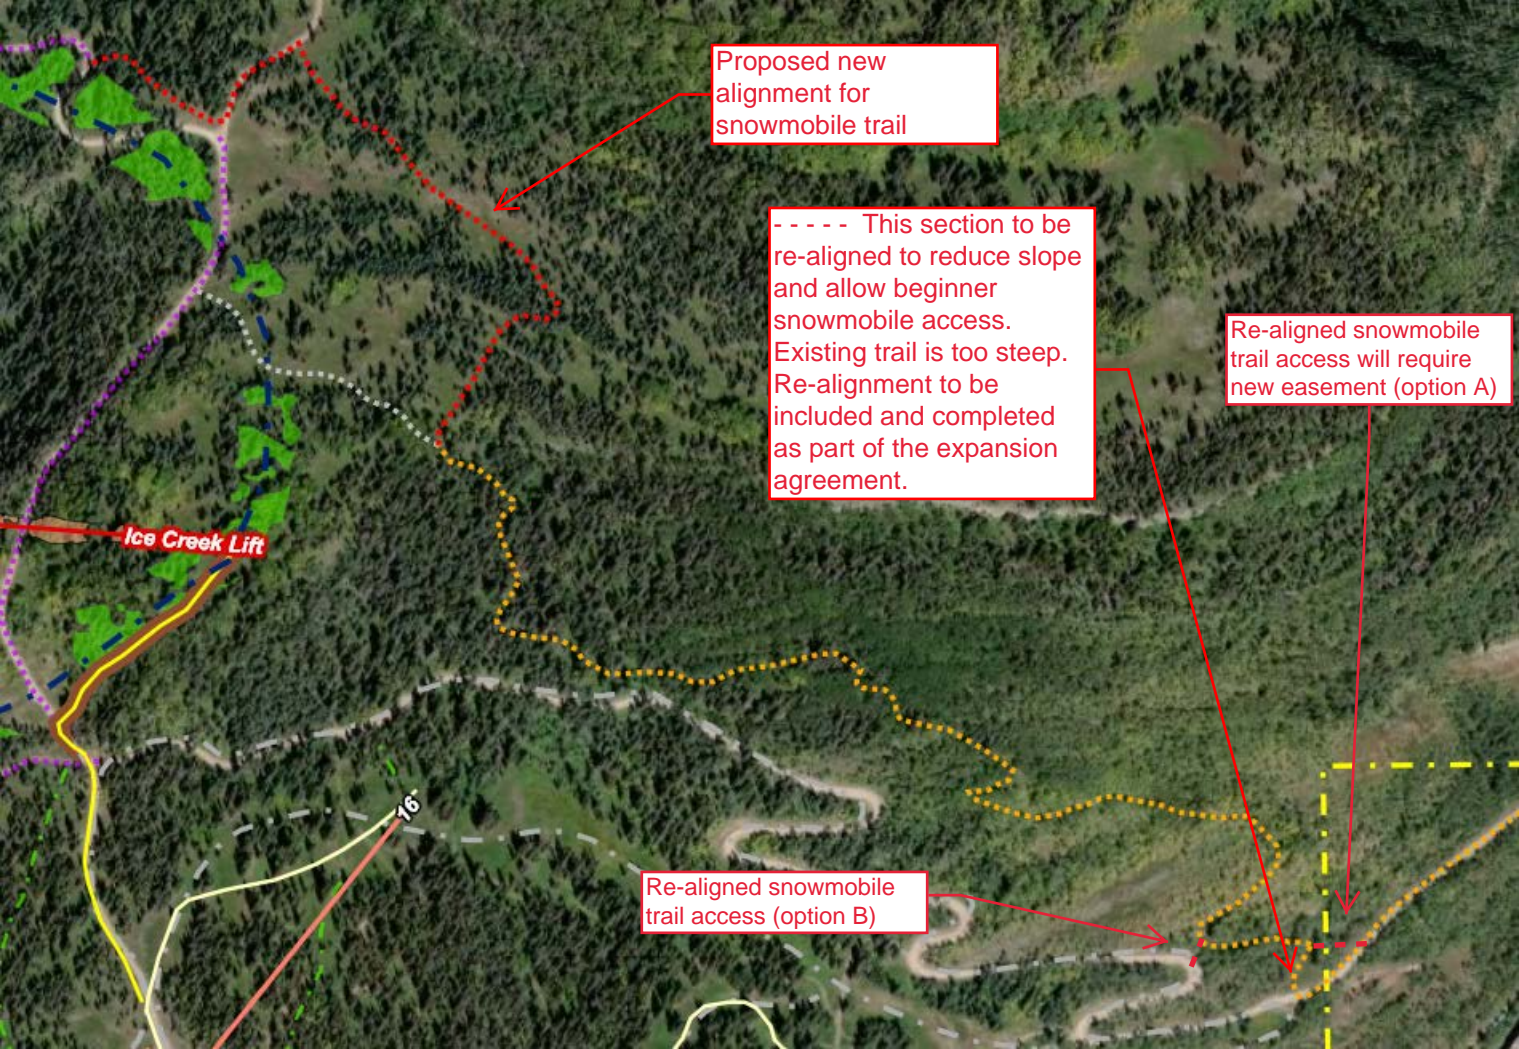 Proposed new
alignment for
snowmobile trail
- - - - - This section to be
re-aligned to reduce slope
and allow beginner
snowmobile access.
Existing trail is too steep.
Re-alignment to be
included and completed
as part of the expansion
agreement.
Re-aligned snowmobile
trail access will require
new easement (option A)
Ice Creek Lift
16
Re-aligned snowmobile
trail access (option B)